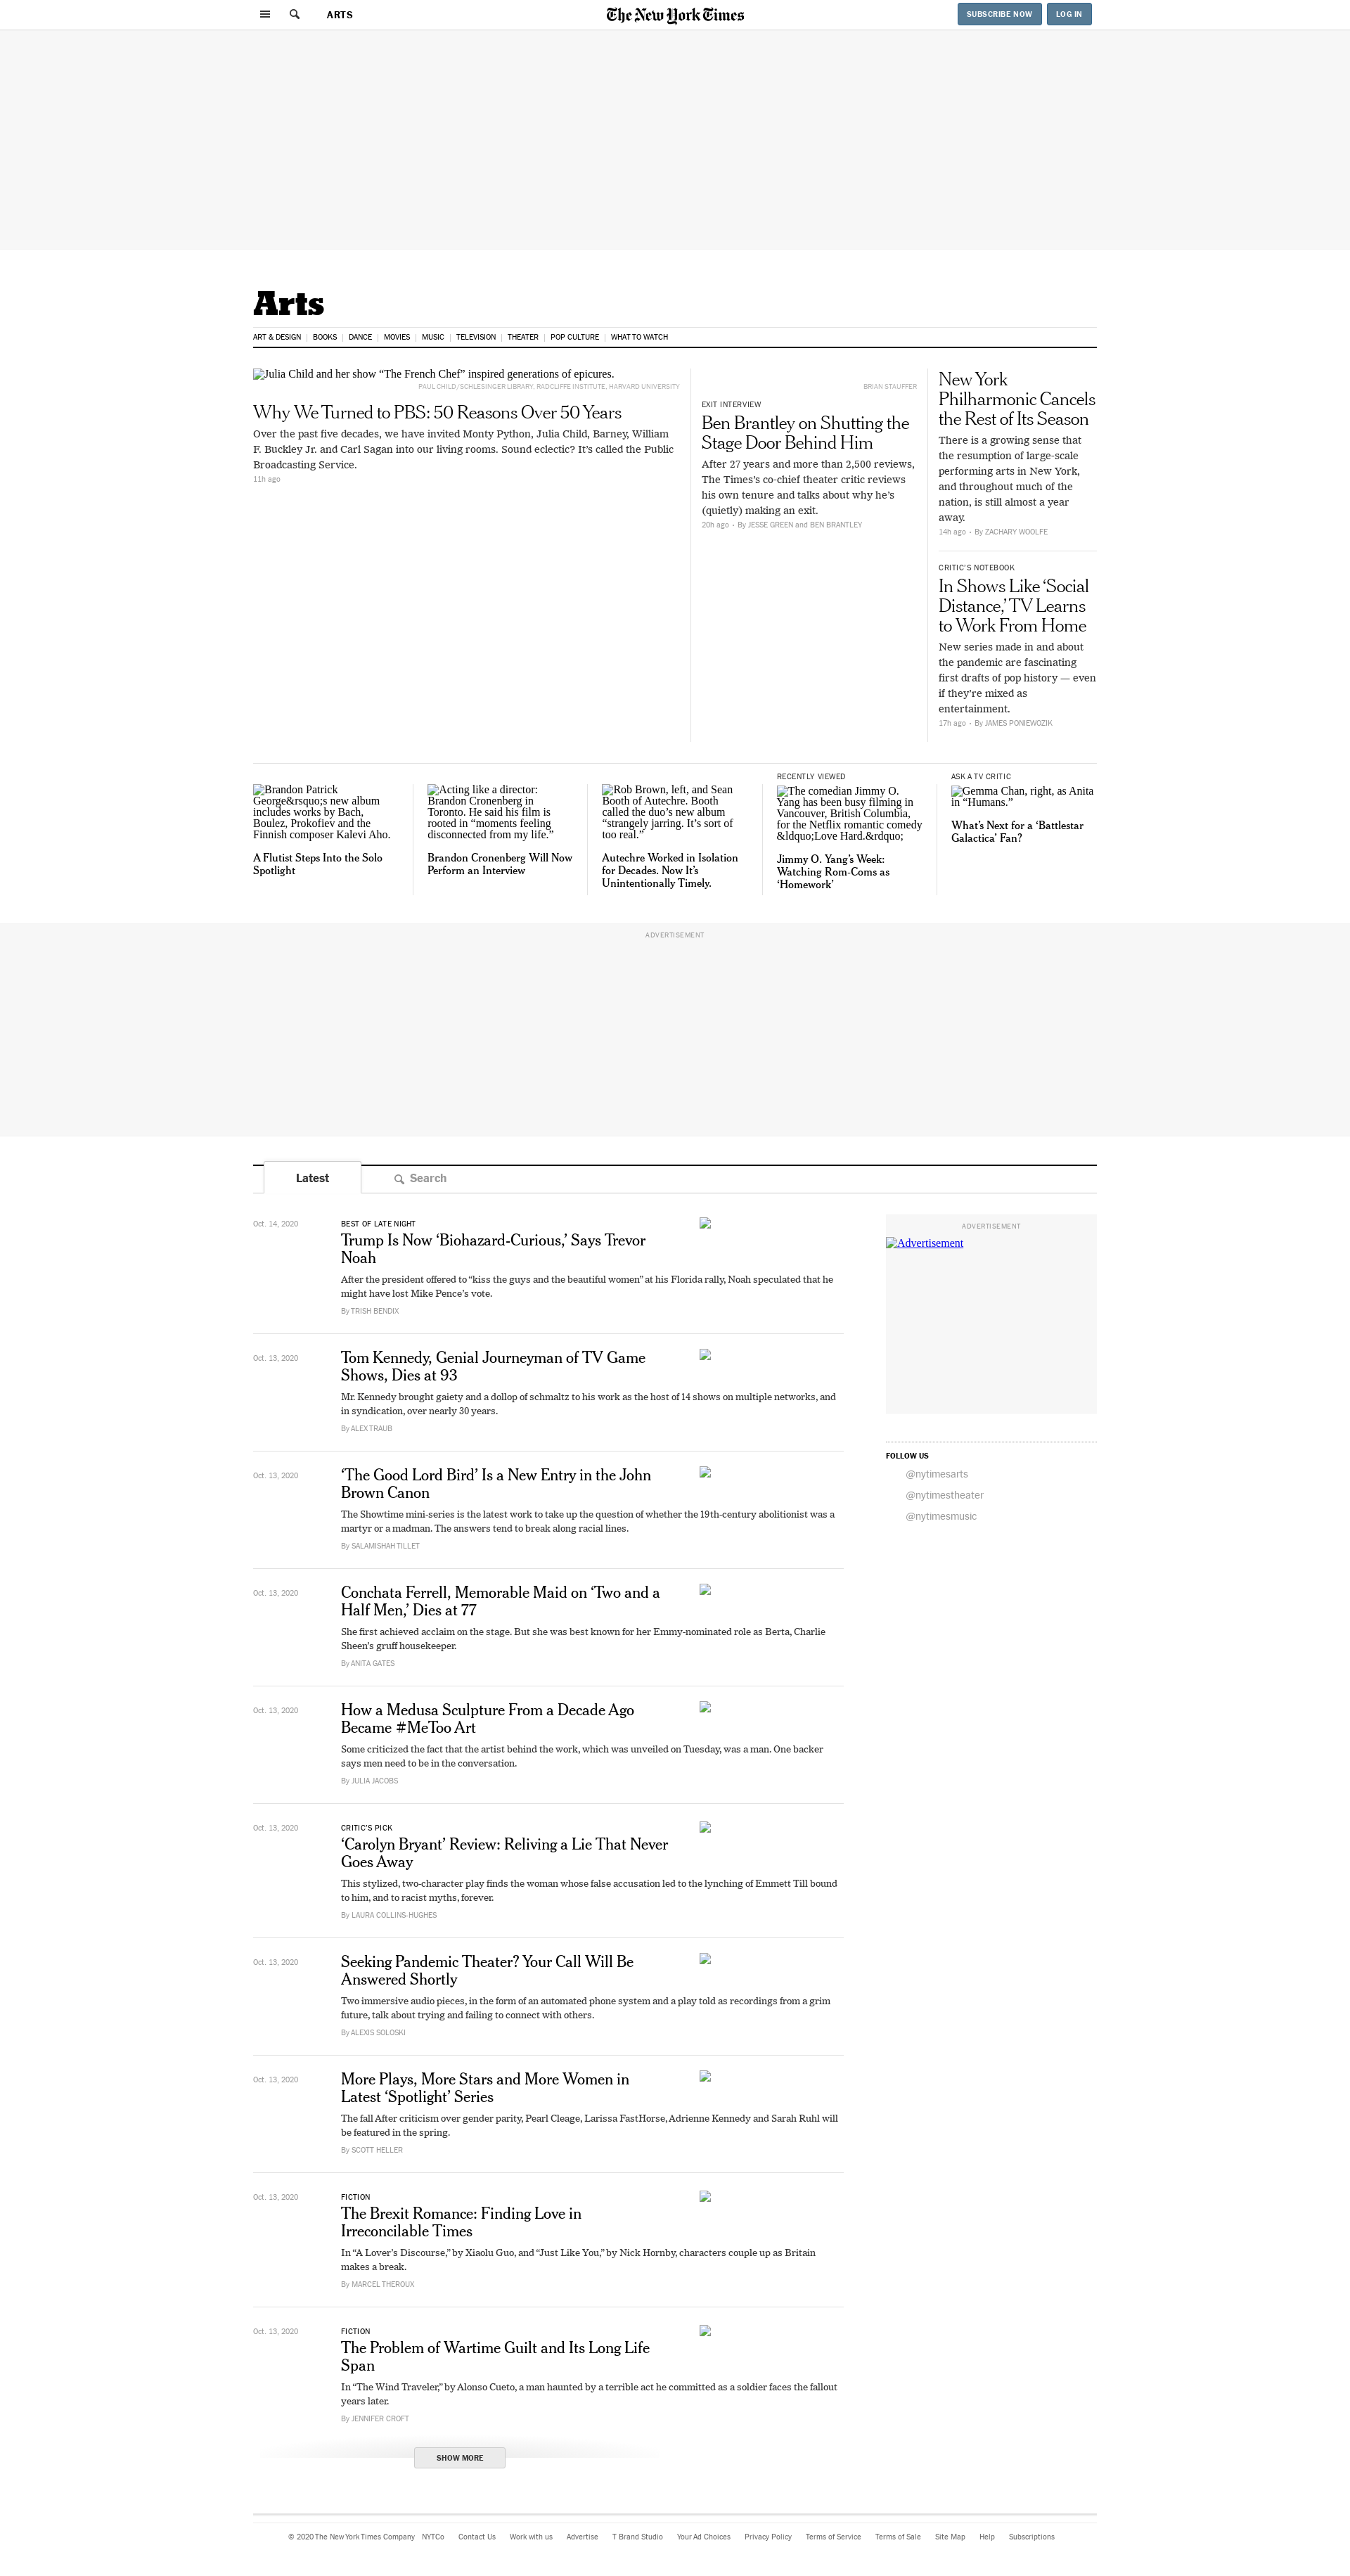 ARTS
The New York Times
SUBSCRIBE NOW
LOG IN
Arts
ART & DESIGN
BOOKS
DANCE
MOVIES
MUSIC
TELEVISION
THEATER
POP CULTURE
WHAT TO WATCH
Julia Child and her show “The French Chef” inspired generations of epicures.
PAUL CHILD/SCHLESINGER LIBRARY, RADCLIFFE INSTITUTE, HARVARD UNIVERSITY
Why We Turned to PBS: 50 Reasons Over 50 Years
Over the past five decades, we have invited Monty Python, Julia Child, Barney, William
F. Buckley Jr. and Carl Sagan into our living rooms. Sound eclectic? It’s called the Public
Broadcasting Service.
11h ago
BRIAN STAUFFER
EXIT INTERVIEW
Ben Brantley on Shutting the
Stage Door Behind Him
After 27 years and more than 2,500 reviews,
The Times’s co-chief theater critic reviews
his own tenure and talks about why he’s
(quietly) making an exit.
20h ago • By JESSE GREEN and BEN BRANTLEY
New York
Philharmonic Cancels
the Rest of Its Season
There is a growing sense that
the resumption of large-scale
performing arts in New York,
and throughout much of the
nation, is still almost a year
away.
14h ago • By ZACHARY WOOLFE
CRITIC’S NOTEBOOK
In Shows Like ‘Social
Distance,’ TV Learns
to Work From Home
New series made in and about
the pandemic are fascinating
first drafts of pop history — even
if they’re mixed as
entertainment.
17h ago • By JAMES PONIEWOZIK
Brandon Patrick
George&rsquo;s new album
includes works by Bach,
Boulez, Prokofiev and the
Finnish composer Kalevi Aho.
A Flutist Steps Into the Solo
Spotlight
Acting like a director:
Brandon Cronenberg in
Toronto. He said his film is
rooted in “moments feeling
disconnected from my life.”
Brandon Cronenberg Will Now
Perform an Interview
Rob Brown, left, and Sean
Booth of Autechre. Booth
called the duo’s new album
“strangely jarring. It’s sort of
too real.”
Autechre Worked in Isolation
for Decades. Now It’s
Unintentionally Timely.
RECENTLY VIEWED
The comedian Jimmy O.
Yang has been busy filming in
Vancouver, British Columbia,
for the Netflix romantic comedy
&ldquo;Love Hard.&rdquo;
Jimmy O. Yang’s Week:
Watching Rom-Coms as
‘Homework’
ASK A TV CRITIC
Gemma Chan, right, as Anita
in “Humans.”
What’s Next for a ‘Battlestar
Galactica’ Fan?
ADVERTISEMENT
Latest
Search
Oct. 14, 2020
BEST OF LATE NIGHT
Trump Is Now ‘Biohazard-Curious,’ Says Trevor
Noah
After the president offered to “kiss the guys and the beautiful women” at his Florida rally, Noah speculated that he
might have lost Mike Pence’s vote.
By TRISH BENDIX
Oct. 13, 2020
Tom Kennedy, Genial Journeyman of TV Game
Shows, Dies at 93
Mr. Kennedy brought gaiety and a dollop of schmaltz to his work as the host of 14 shows on multiple networks, and
in syndication, over nearly 30 years.
By ALEX TRAUB
Oct. 13, 2020
‘The Good Lord Bird’ Is a New Entry in the John
Brown Canon
The Showtime mini-series is the latest work to take up the question of whether the 19th-century abolitionist was a
martyr or a madman. The answers tend to break along racial lines.
By SALAMISHAH TILLET
Oct. 13, 2020
Conchata Ferrell, Memorable Maid on ‘Two and a
Half Men,’ Dies at 77
She first achieved acclaim on the stage. But she was best known for her Emmy-nominated role as Berta, Charlie
Sheen’s gruff housekeeper.
By ANITA GATES
Oct. 13, 2020
How a Medusa Sculpture From a Decade Ago
Became #MeToo Art
Some criticized the fact that the artist behind the work, which was unveiled on Tuesday, was a man. One backer
says men need to be in the conversation.
By JULIA JACOBS
Oct. 13, 2020
CRITIC’S PICK
‘Carolyn Bryant’ Review: Reliving a Lie That Never
Goes Away
This stylized, two-character play finds the woman whose false accusation led to the lynching of Emmett Till bound
to him, and to racist myths, forever.
By LAURA COLLINS-HUGHES
Oct. 13, 2020
Seeking Pandemic Theater? Your Call Will Be
Answered Shortly
Two immersive audio pieces, in the form of an automated phone system and a play told as recordings from a grim
future, talk about trying and failing to connect with others.
By ALEXIS SOLOSKI
Oct. 13, 2020
More Plays, More Stars and More Women in
Latest ‘Spotlight’ Series
The fall After criticism over gender parity, Pearl Cleage, Larissa FastHorse, Adrienne Kennedy and Sarah Ruhl will
be featured in the spring.
By SCOTT HELLER
Oct. 13, 2020
FICTION
The Brexit Romance: Finding Love in
Irreconcilable Times
In “A Lover’s Discourse,” by Xiaolu Guo, and “Just Like You,” by Nick Hornby, characters couple up as Britain
makes a break.
By MARCEL THEROUX
Oct. 13, 2020
FICTION
The Problem of Wartime Guilt and Its Long Life
Span
In “The Wind Traveler,” by Alonso Cueto, a man haunted by a terrible act he committed as a soldier faces the fallout
years later.
By JENNIFER CROFT
SHOW MORE
ADVERTISEMENT
Advertisement
FOLLOW US
@nytimesarts
@nytimestheater
@nytimesmusic
© 2020 The New York Times Company
NYTCo
Contact Us
Work with us
Advertise
T Brand Studio
Your Ad Choices
Privacy Policy
Terms of Service
Terms of Sale
Site Map
Help
Subscriptions